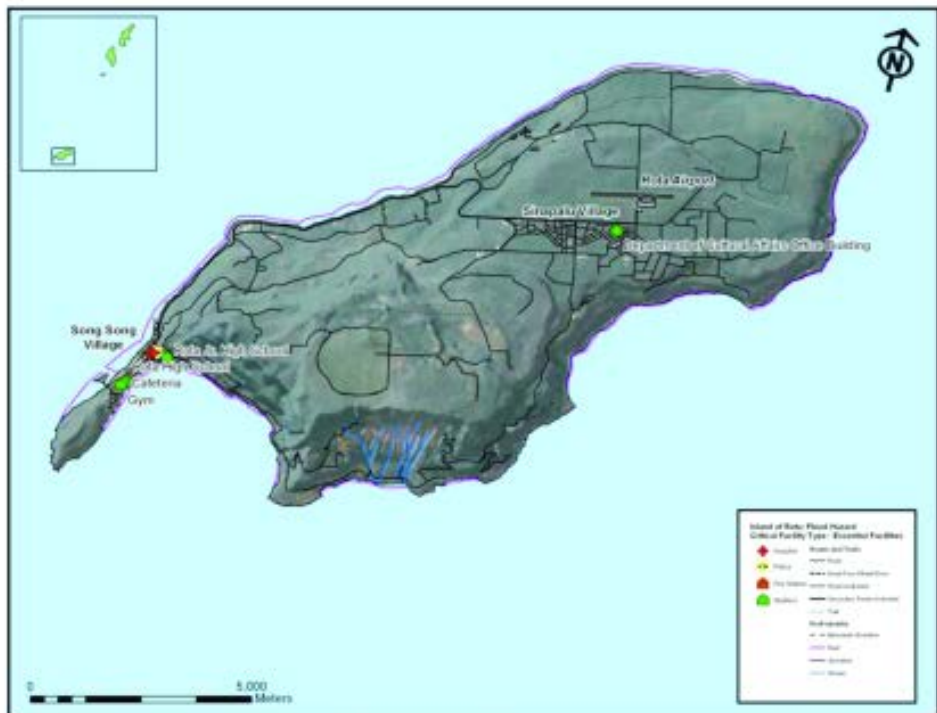 N
Rota Airport
Sinapalu Village
Department of Cultural Affairs Office Building
Song Song
Village
Rota Jr. High School
Rota High School
Cafeteria
Gym
Island of Rota: Flood Hazard
Critical Facility Type - Essential Facilities
Hospital
Police
Fire Station
Shelters
Roads and Trails
Road
Trail
Hydrography
Reef
Shoreline
Stream
0 5,000
Meters